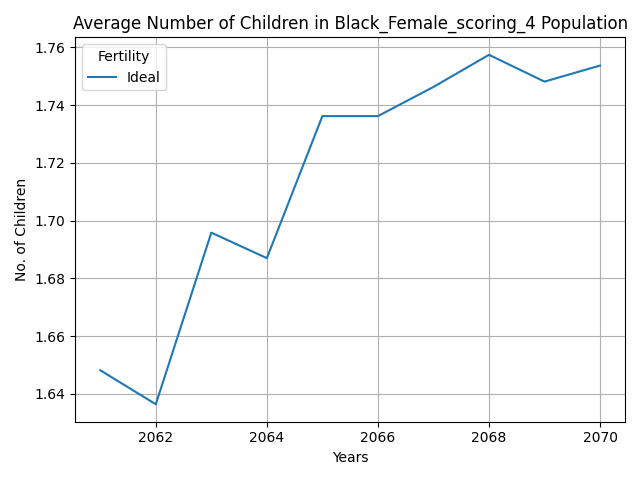 Average Number of Children in Black_Female_scoring_4 Population
Fertility
Ideal
1.76
1.74
1.72
1.70
1.68
1.66
1.64
No. of Children
2062 2064 2066 2068 2070
Years